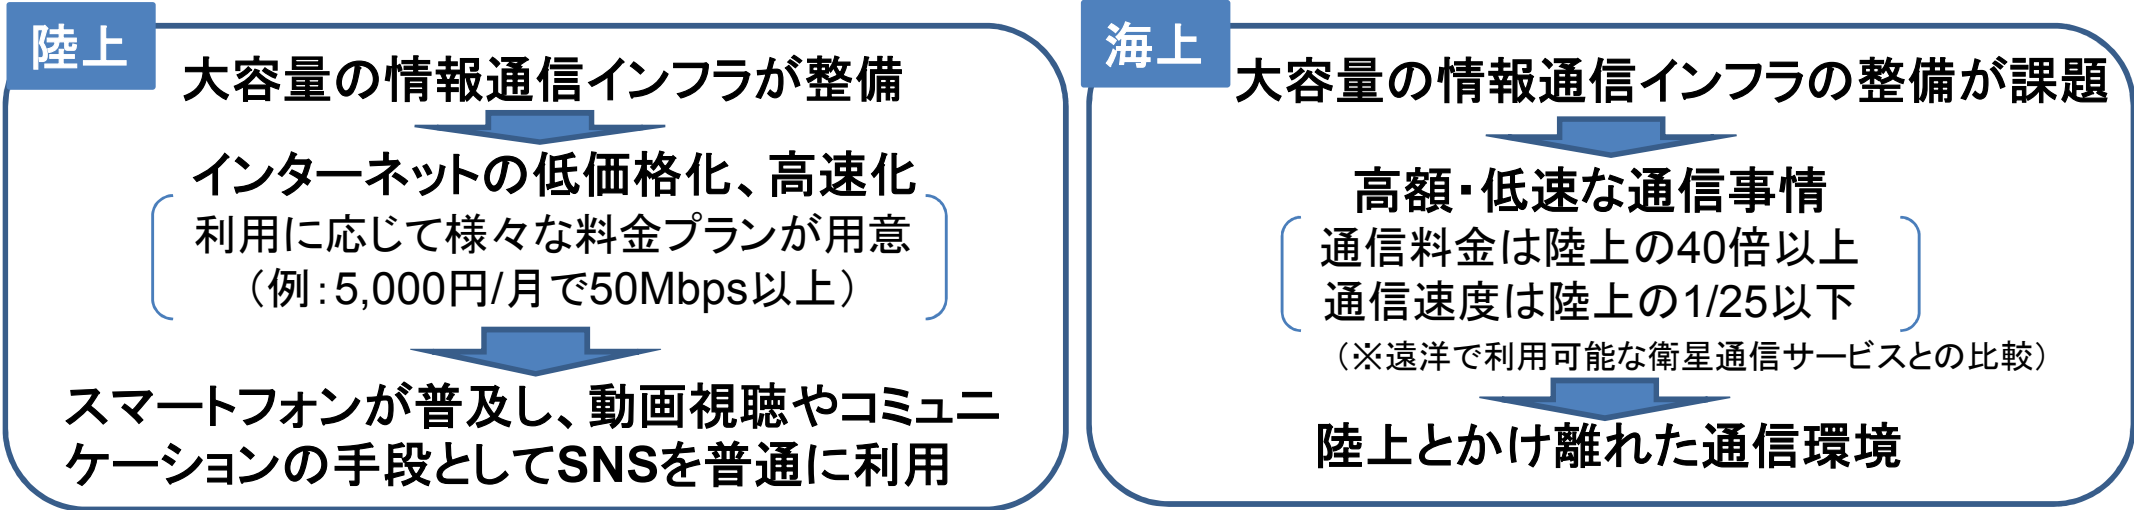 陸上
大容量の情報通信インフラが整備
インターネットの低価格化、高速化
利用に応じて様々な料金プランが用意
（例：5,000円/月で50Mbps以上）
スマートフォンが普及し、動画視聴やコミュニ
ケーションの手段としてSNSを普通に利用
海上
大容量の情報通信インフラの整備が課題
高額・低速な通信事情
通信料金は陸上の40倍以上
通信速度は陸上の1/25以下
（※遠洋で利用可能な衛星通信サービスとの比較）
陸上とかけ離れた通信環境